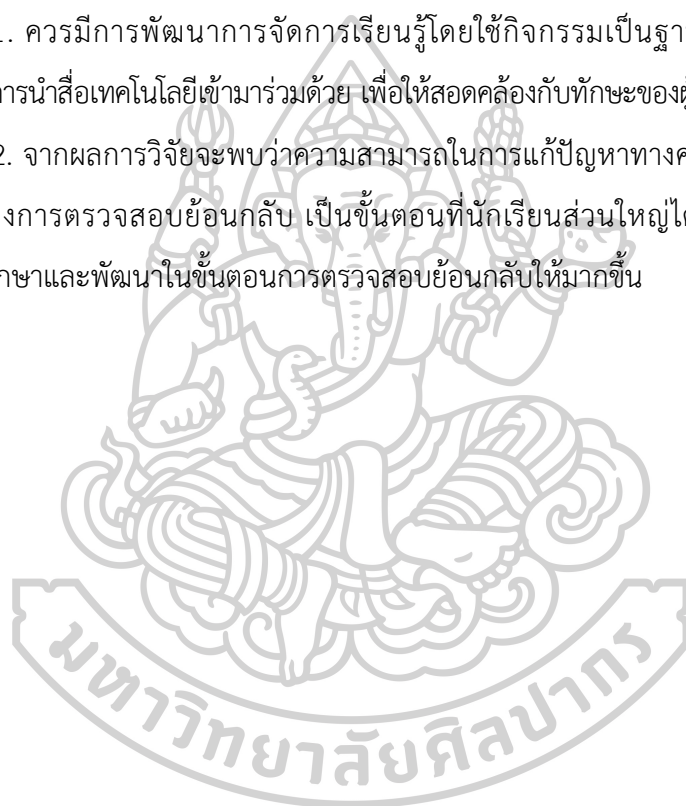 1. ควรมีการพัฒนาการจัดการเรียนรู้โดยใช้กิจกรรมเป็นฐา
การนำสื่อเทคโนโลยีเข้ามาร่วมด้วย เพื่อให้สอดคล้องกับทักษะของผู้
2. จากผลการวิจัยจะพบว่าความสามารถในการแก้ปัญหาทางค
งการตรวจสอบย้อนกลับ เป็นขั้นตอนที่นักเรียนส่วนใหญ่ได
กษาและพัฒนาในขั้นตอนการตรวจสอบย้อนกลับให้มากขึ้น
มหาวิทยาลัยศิลปากร